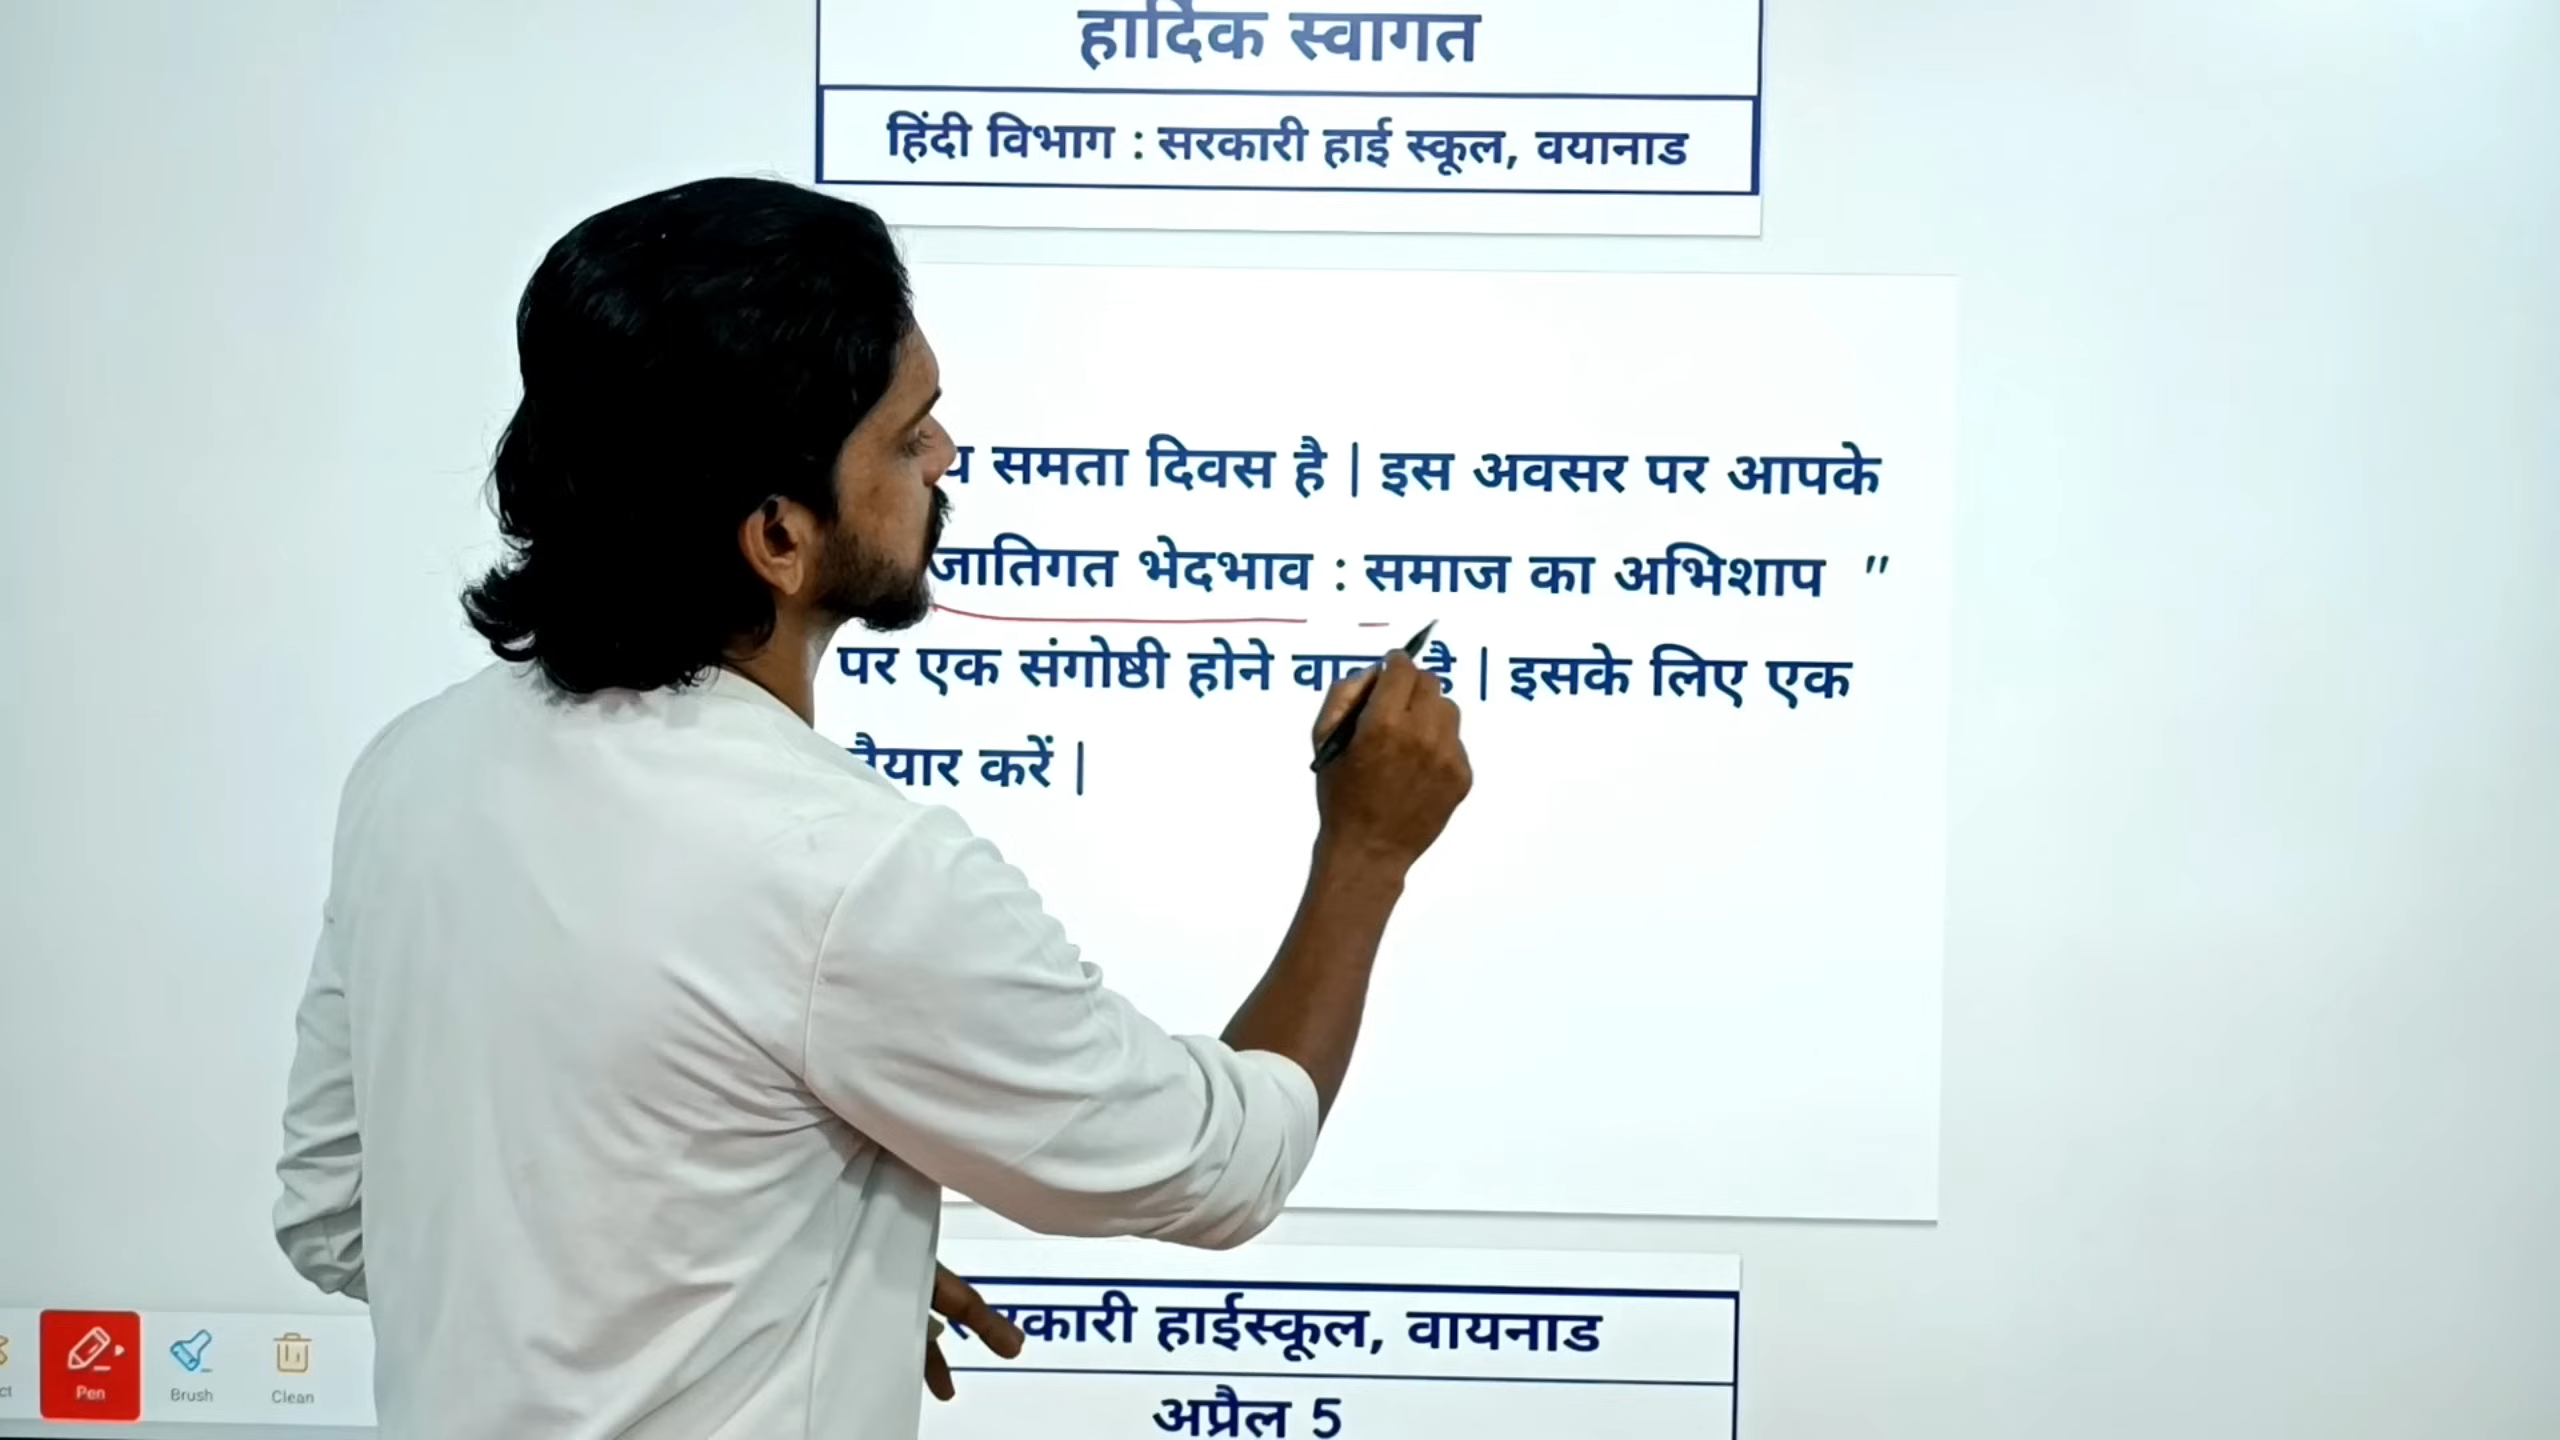 हार्दिक स्वागत
हिंदी विभाग : सरकारी हाई स्कूल, वयानाड
समता दिवस है | इस अवसर पर आपके
जातिगत भेदभाव : समाज का अभिशाप "
पर एक संगोष्ठी होने है | इसके लिए एक
तैयार करें |
सरकारी हाईस्कूल, वायनाड
अप्रैल 5
Pen
Brush
Clean